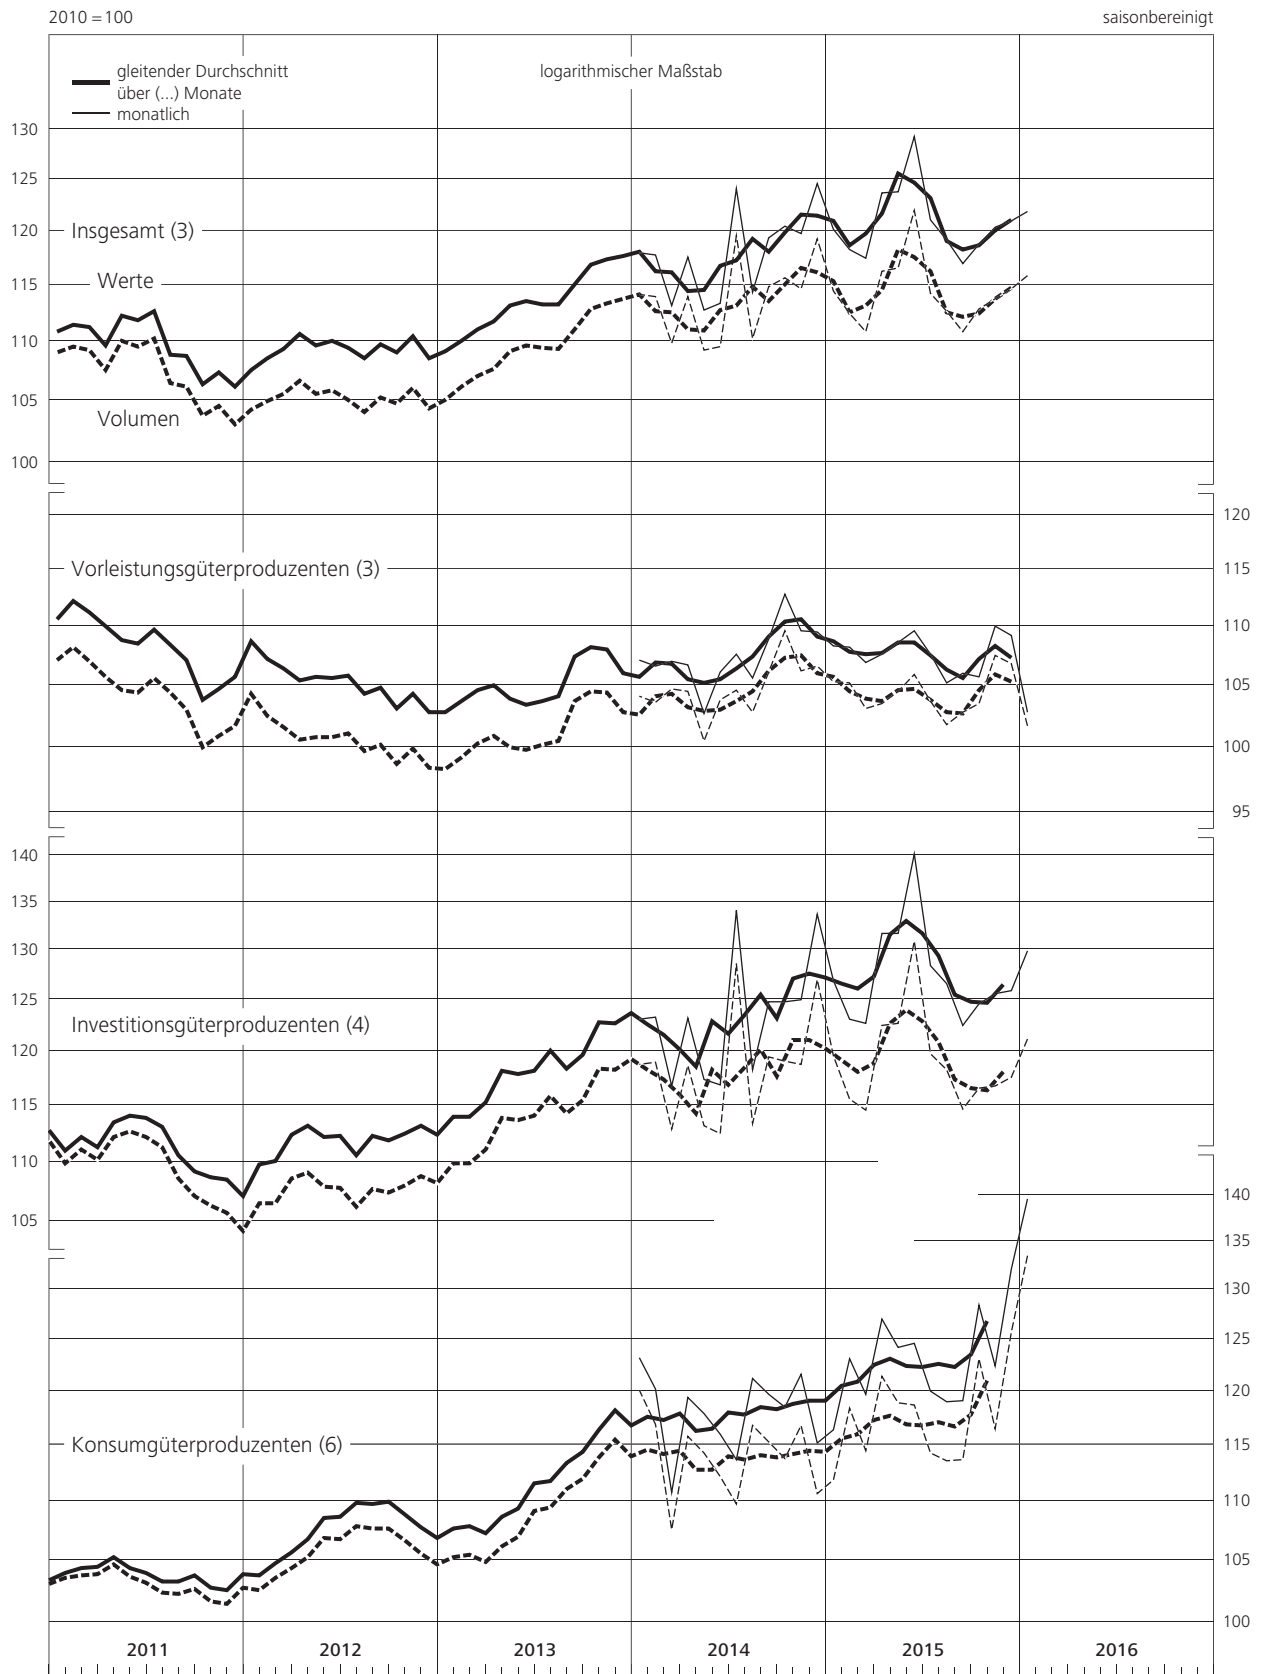 2010 = 100
saisonbereinigt
gleitender Durchschnitt
über (...) Monate
monatlich
logarithmischer Maßstab
130
125
120
115
110
105
100
Insgesamt (3)
Werte
Volumen
120
115
110
105
100
95
Vorleistungsgüterproduzenten (3)
140
135
130
125
120
115
110
105
Investitionsgüterproduzenten (4)
140
135
130
125
120
115
110
105
100
Konsumgüterproduzenten (6)
2011 2012 2013 2014 2015 2016